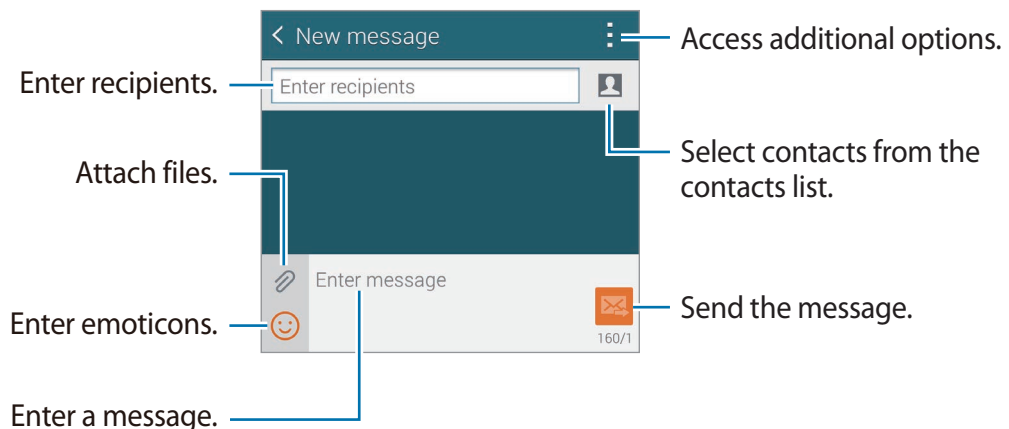 New message
Access additional options.
Enter recipients.
Enter recipients
Select contacts from the
contacts list.
Attach files.
Enter message
Send the message.
Enter emoticons.
160/1
Enter a message.